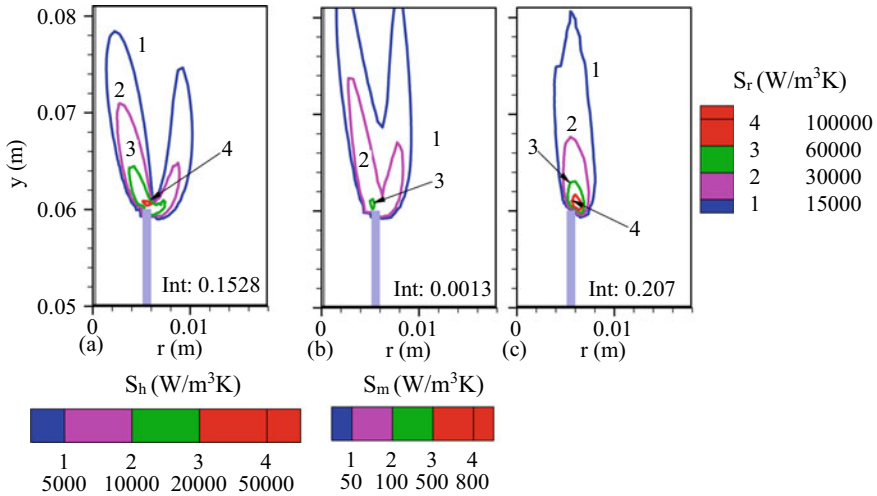 0.08
0.07
0.06
0.05
y (m)
1
2
3
4
Int: 0.1528
0
0.01
(a)
r (m)
1
2
3
Int: 0.0013
0
0.01
(b)
r (m)
1
2
3
4
Int: 0.207
0
0.01
(c)
r (m)
Sr (W/m³K)
4 100000
3 60000
2 30000
1 15000
Sh (W/m³K)
1 2 3 4
5000 10000 20000 50000
Sm (W/m³K)
1 2 3 4
50 100 500 800